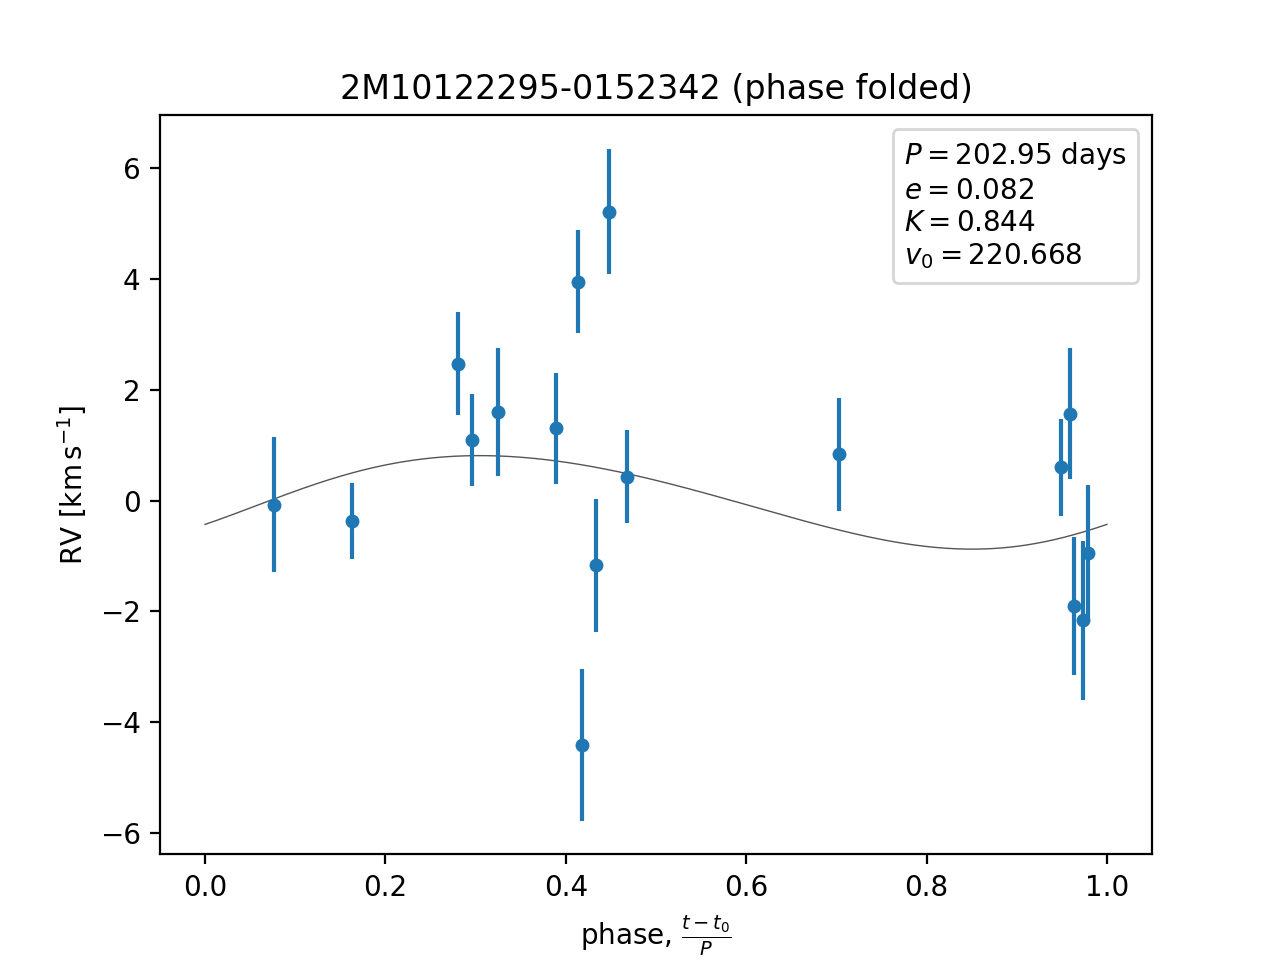 2M10122295-0152342 (phase folded)
P = 202.95 days
e = 0.082
K = 0.844
v₀ = 220.668
RV [km s⁻¹]
6
4
2
0
−2
−4
−6
0.0 0.2 0.4 0.6 0.8 1.0
phase, (t − t₀)/P